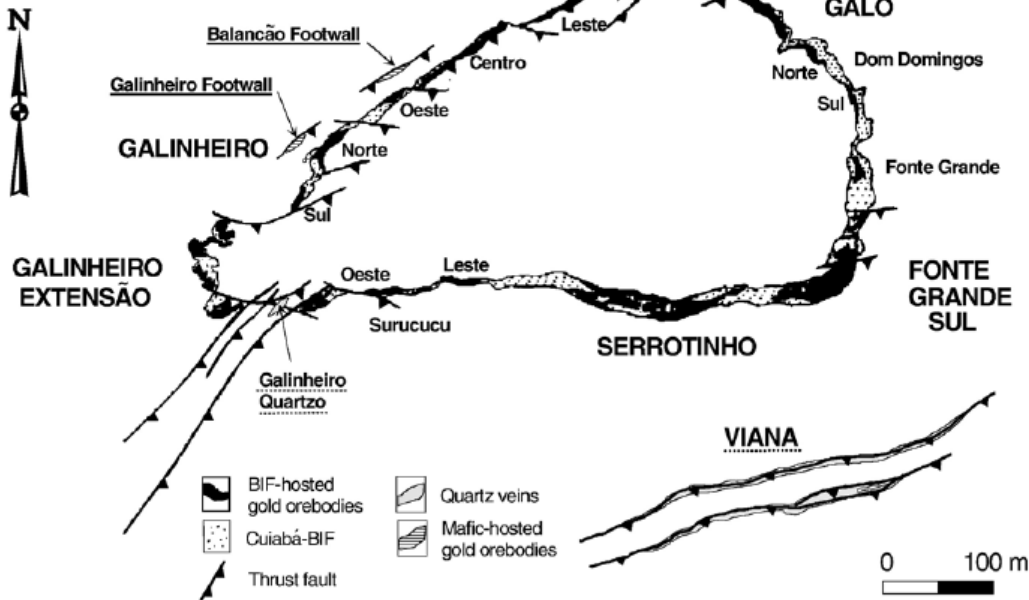 N
GALO
Leste
Balancão Footwall
Centro
Norte
Dom Domingos
Galinheiro Footwall
Oeste
Sul
GALINHEIRO
Norte
Fonte Grande
Sul
GALINHEIRO
EXTENSÃO
Oeste
Leste
FONTE
GRANDE
SUL
Surucucu
SERROTINHO
Galinheiro
Quartzo
VIANA
BIF-hosted
gold orebodies
Quartz veins
Cuiabá-BIF
Mafic-hosted
gold orebodies
Thrust fault
0 100 m